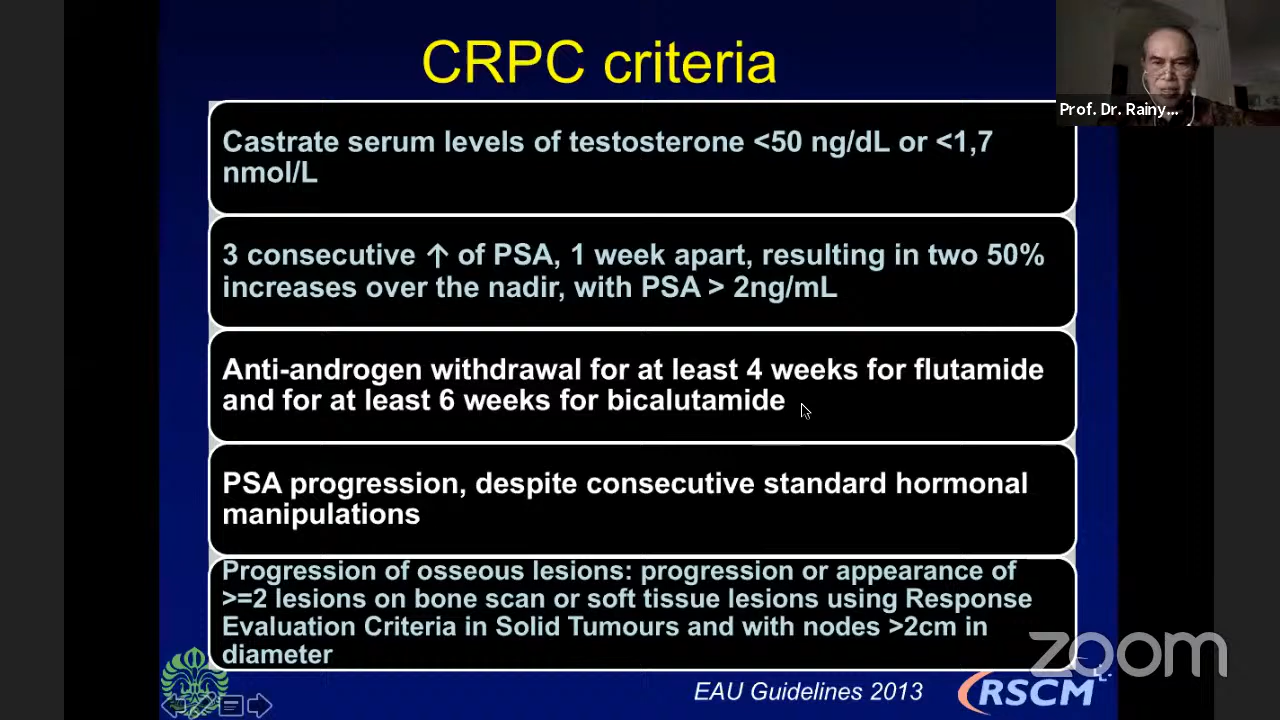 CRPC criteria
Prof. Dr. Rainy...
Castrate serum levels of testosterone <50 ng/dL or <1,7
nmol/L
3 consecutive ↑ of PSA, 1 week apart, resulting in two 50%
increases over the nadir, with PSA > 2ng/mL
Anti-androgen withdrawal for at least 4 weeks for flutamide
and for at least 6 weeks for bicalutamide
PSA progression, despite consecutive standard hormonal
manipulations
Progression of osseous lesions: progression or appearance of
>=2 lesions on bone scan or soft tissue lesions using Response
Evaluation Criteria in Solid Tumours and with nodes >2cm in
diameter
zoom
EAU Guidelines 2013
RSCM